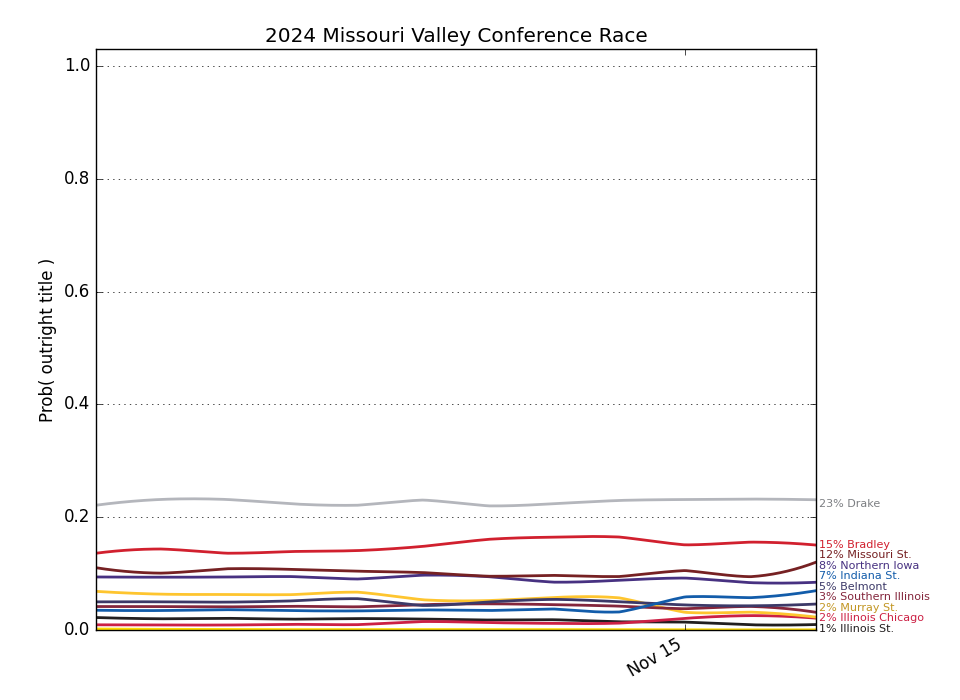 2024 Missouri Valley Conference Race
1.0
0.8
0.6
0.4
0.2
0.0
Prob( outright title )
Nov 15
23% Drake
15% Bradley
12% Missouri St.
8% Northern Iowa
7% Indiana St.
5% Belmont
3% Southern Illinois
2% Murray St.
2% Illinois Chicago
1% Illinois St.